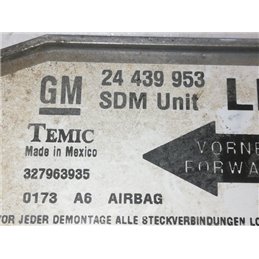 GM 24 439 953
SDM Unit
TEMIC
Made in Mexico
VORNE
FORWA
327963935
0173 A6 AIRBAG
VOR JEDER DEMONTAGE ALLE STECKVERBINDUNGEN LO